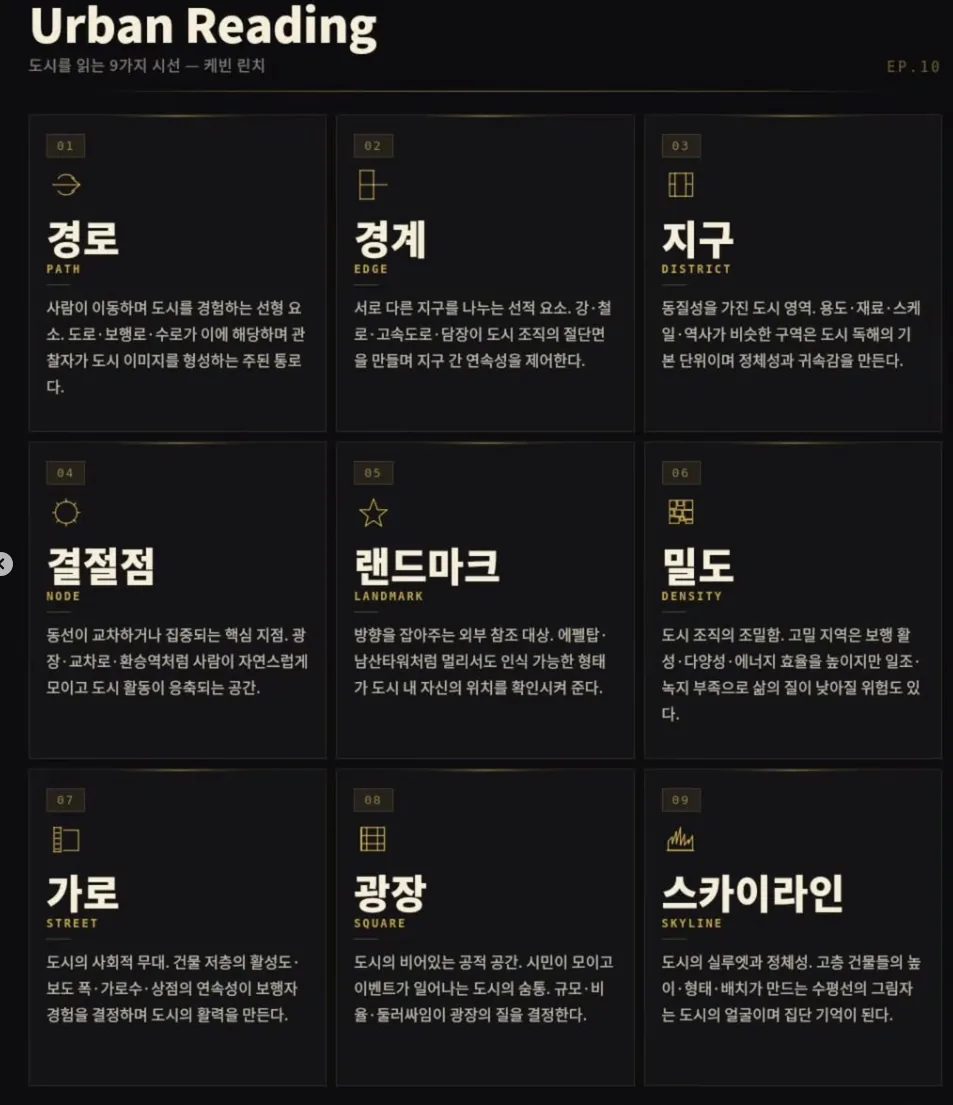 Urban Reading
도시를 읽는 9가지 시선 — 케빈 린치
EP.10
01
경로
PATH
사람이 이동하며 도시를 경험하는 선형 요
소. 도로·보행로·수로가 이에 해당하며 관
찰자가 도시 이미지를 형성하는 주된 통로
다.
02
경계
EDGE
서로 다른 지구를 나누는 선적 요소. 강·철
로·고속도로·담장이 도시 조직의 절단면
을 만들며 지구 간 연속성을 제어한다.
03
지구
DISTRICT
동질성을 가진 도시 영역. 용도·재료·스케
일·역사가 비슷한 구역은 도시 독해의 기
본 단위이며 정체성과 귀속감을 만든다.
04
결절점
NODE
동선이 교차하거나 집중되는 핵심 지점. 광
장·교차로·환승역처럼 사람이 자연스럽게
모이고 도시 활동이 응축되는 공간.
05
랜드마크
LANDMARK
방향을 잡아주는 외부 참조 대상. 에펠탑·
남산타워처럼 멀리서도 인식 가능한 형태
가 도시 내 자신의 위치를 확인시켜 준다.
06
밀도
DENSITY
도시 조직의 조밀함. 고밀 지역은 보행 활
성·다양성·에너지 효율을 높이지만 일조·
녹지 부족으로 삶의 질이 낮아질 위험도 있
다.
07
가로
STREET
도시의 사회적 무대. 건물 저층의 활성도·
보도 폭·가로수·상점의 연속성이 보행자
경험을 결정하며 도시의 활력을 만든다.
08
광장
SQUARE
도시의 비어있는 공적 공간. 시민이 모이고
이벤트가 일어나는 도시의 숨통. 규모·비
율·둘러싸임이 광장의 질을 결정한다.
09
스카이라인
SKYLINE
도시의 실루엣과 정체성. 고층 건물들의 높
이·형태·배치가 만드는 수평선의 그림자
는 도시의 얼굴이며 집단 기억이 된다.